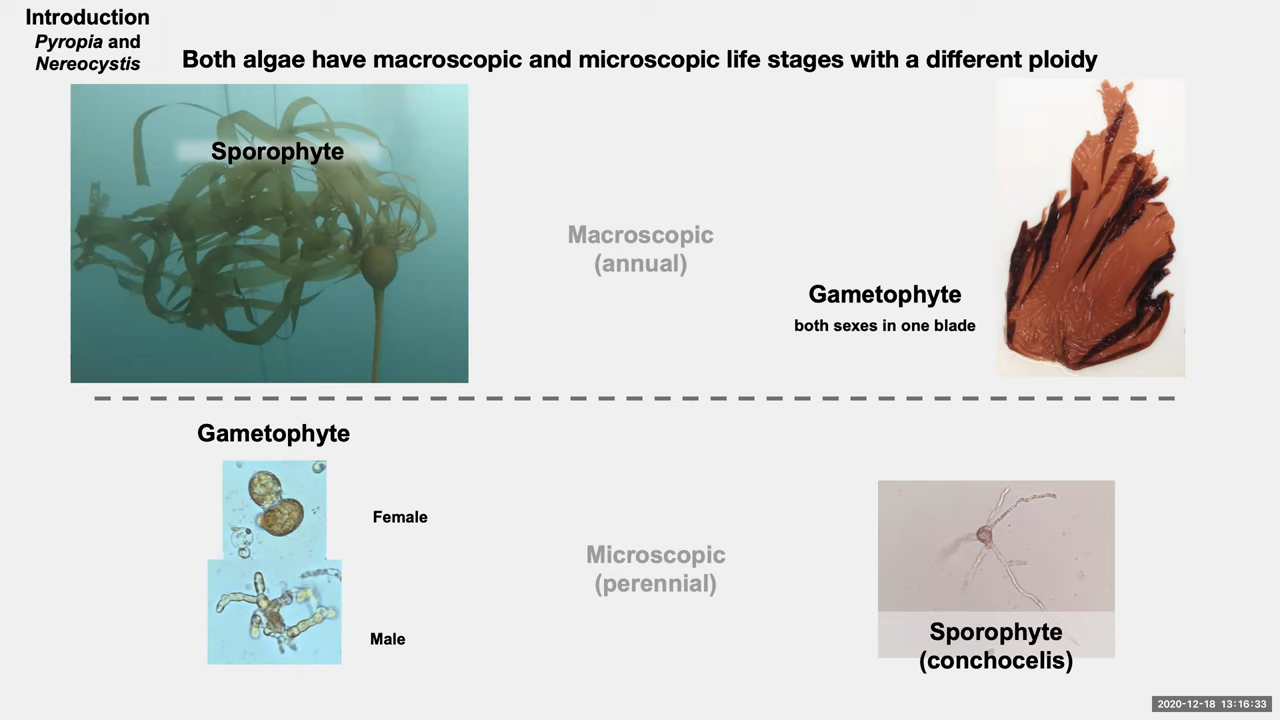 Introduction
Pyropia and
Nereocystis
Both algae have macroscopic and microscopic life stages with a different ploidy
Sporophyte
Macroscopic
(annual)
Gametophyte
both sexes in one blade
Gametophyte
Female
Microscopic
(perennial)
Male
Sporophyte
(conchocelis)
2020-12-18 13:16:33